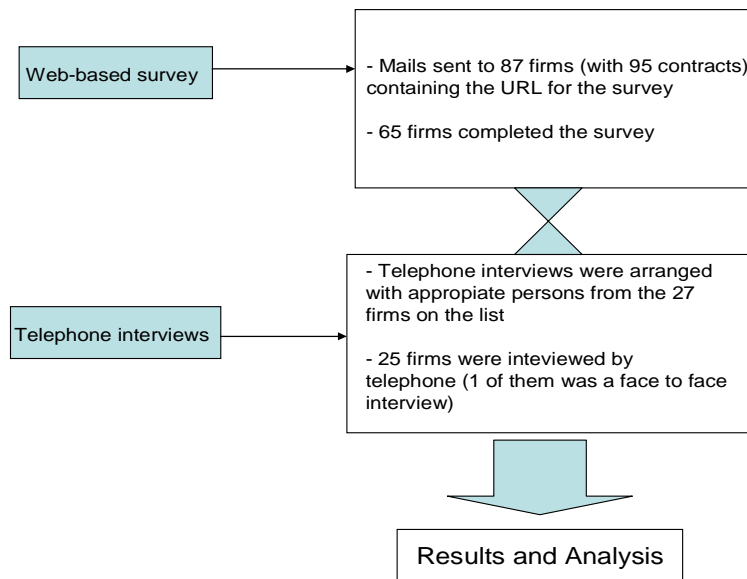 Web-based survey
- Mails sent to 87 firms (with 95 contracts)
containing the URL for the survey
- 65 firms completed the survey
Telephone interviews
- Telephone interviews were arranged
with appropiate persons from the 27
firms on the list
- 25 firms were inteviewed by
telephone (1 of them was a face to face
interview)
Results and Analysis